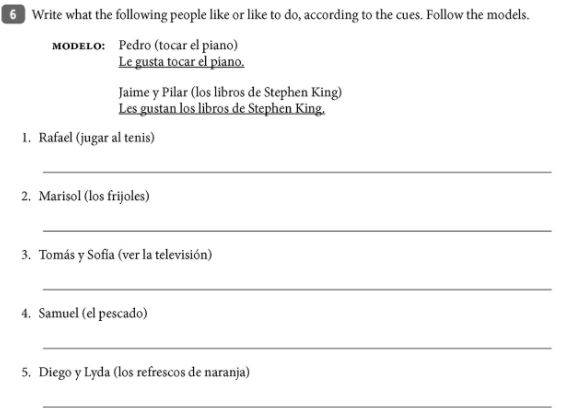 6 Write what the following people like or like to do, according to the cues. Follow the models.
MODELO: Pedro (tocar el piano)
Le gusta tocar el piano.
Jaime y Pilar (los libros de Stephen King)
Les gustan los libros de Stephen King.
1. Rafael (jugar al tenis)
2. Marisol (los frijoles)
3. Tomás y Sofía (ver la televisión)
4. Samuel (el pescado)
5. Diego y Lyda (los refrescos de naranja)